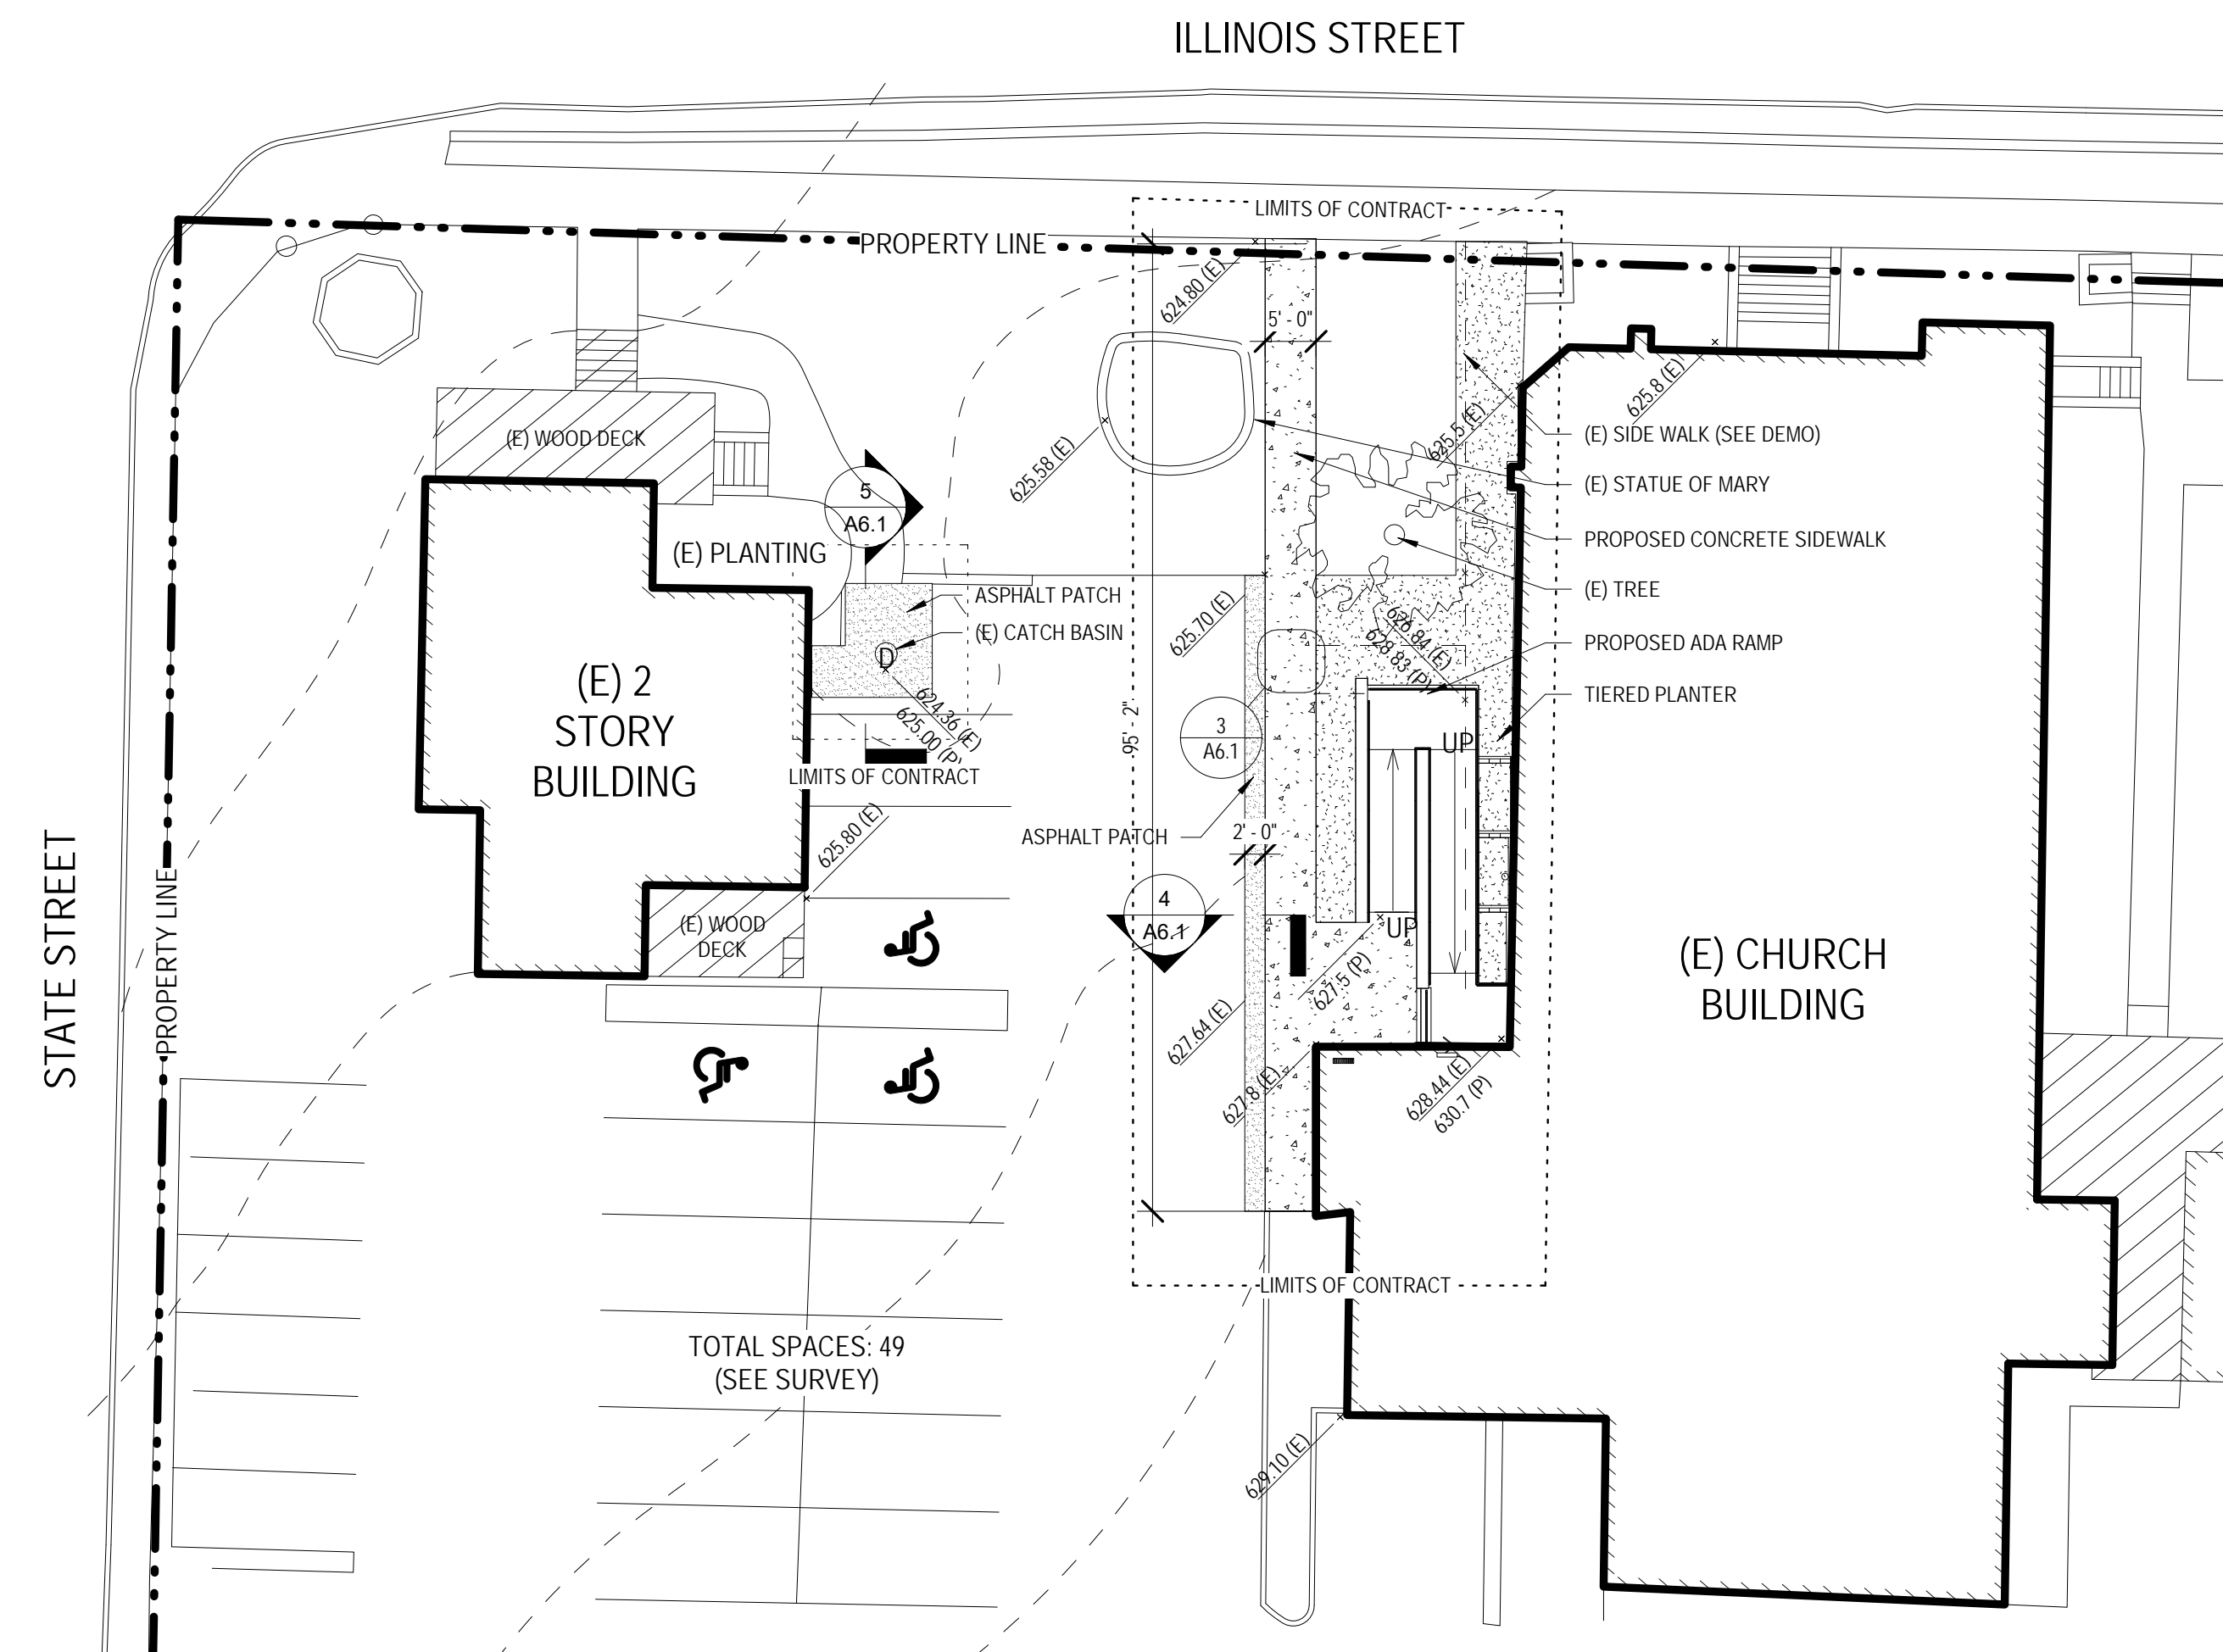 ILLINOIS STREET
LIMITS OF CONTRACT
PROPERTY LINE
624.80 (E)
5' - 0"
625.8 (E)
(E) SIDE WALK (SEE DEMO)
625.5 (E)
(E) WOOD DECK
625.58 (E)
(E) STATUE OF MARY
5
A6.1
PROPOSED CONCRETE SIDEWALK
(E) PLANTING
(E) TREE
ASPHALT PATCH
(E) CATCH BASIN
625.70 (E)
626.84 (E)
628.83 (P)
PROPOSED ADA RAMP
D
(E) 2
STORY
BUILDING
TIERED PLANTER
624.36 (E)
625.00 (P)
95' - 2"
3
A6.1
UP
LIMITS OF CONTRACT
625.80 (E)
ASPHALT PATCH
2' - 0"
4
A6.1
UP
(E) WOOD
DECK
STATE STREET
PROPERTY LINE
(E) CHURCH
BUILDING
627.5 (P)
627.64 (E)
627.8 (E)
628.44 (E)
630.7 (P)
LIMITS OF CONTRACT
TOTAL SPACES: 49
(SEE SURVEY)
629.10 (E)